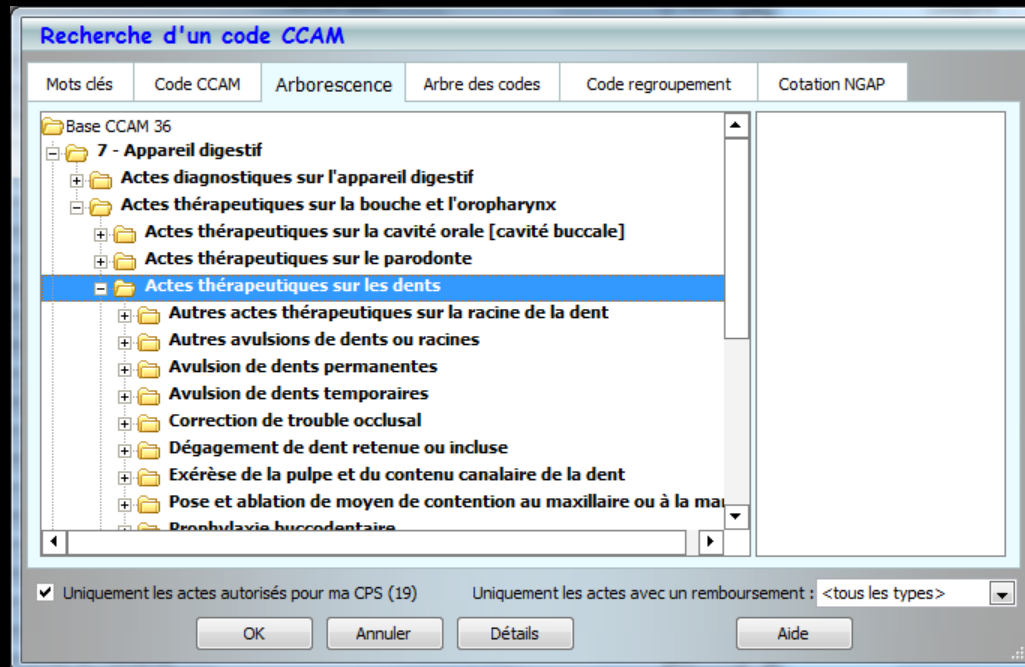 Recherche d'un code CCAM
Mots clés Code CCAM Arborescence Arbre des codes Code regroupement Cotation NGAP
Base CCAM 36
7 - Appareil digestif
Actes diagnostiques sur l'appareil digestif
Actes thérapeutiques sur la bouche et l'oropharynx
Actes thérapeutiques sur la cavité orale [cavité buccale]
Actes thérapeutiques sur le parodonte
Actes thérapeutiques sur les dents
Autres actes thérapeutiques sur la racine de la dent
Autres avulsions de dents ou racines
Avulsion de dents permanentes
Avulsion de dents temporaires
Correction de trouble occlusal
Dégagement de dent retenue ou incluse
Exérèse de la pulpe et du contenu canalaire de la dent
Pose et ablation de moyen de contention au maxillaire ou à la
Prophylaxie buccodentaire
Uniquement les actes autorisés pour ma CPS (19) Uniquement les actes avec un remboursement : <tous les types>
OK Annuler Détails Aide